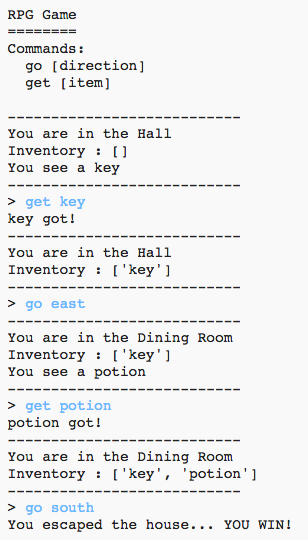 RPG Game
========
Commands:
  go [direction]
  get [item]

---------------------------
You are in the Hall
Inventory : []
You see a key
---------------------------
> get key
key got!
---------------------------
You are in the Hall
Inventory : ['key']
---------------------------
> go east
---------------------------
You are in the Dining Room
Inventory : ['key']
You see a potion
---------------------------
> get potion
potion got!
---------------------------
You are in the Dining Room
Inventory : ['key', 'potion']
---------------------------
> go south
You escaped the house... YOU WIN!